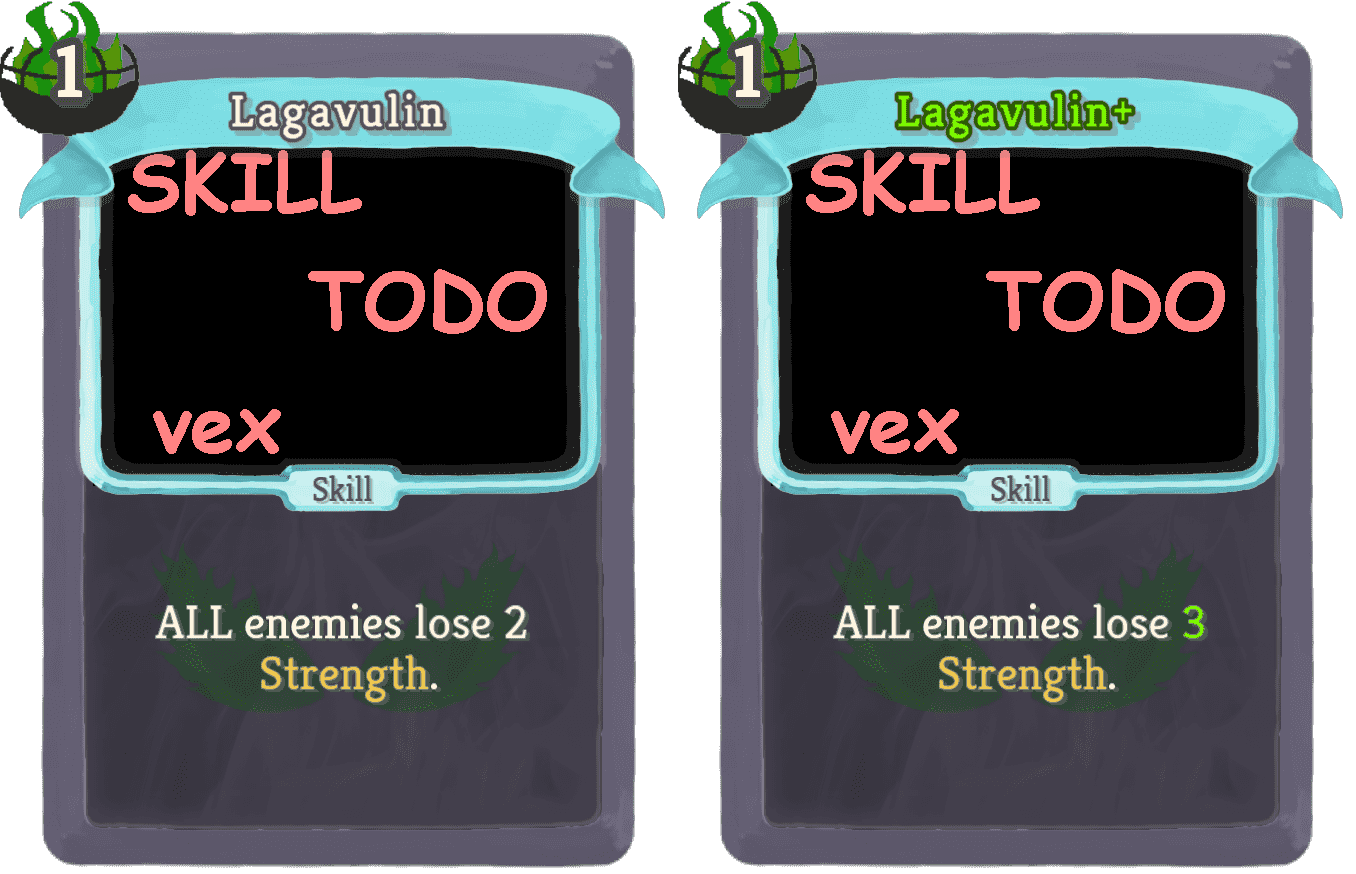 1
Lagavulin
SKILL
TODO
vex
Skill
ALL enemies lose 2
Strength.
1
Lagavulin+
SKILL
TODO
vex
Skill
ALL enemies lose 3
Strength.